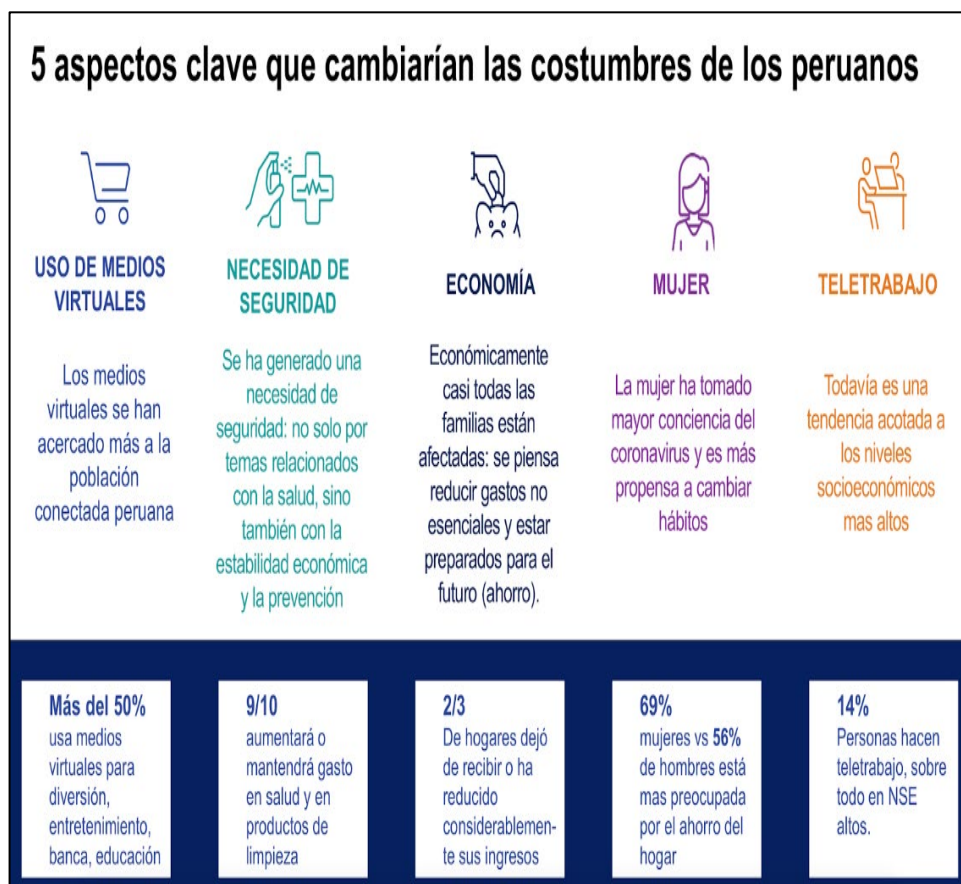 5 aspectos clave que cambiarían las costumbres de los peruanos
USO DE MEDIOS
VIRTUALES
Los medios
virtuales se han
acercado más a la
población
conectada peruana
NECESIDAD DE
SEGURIDAD
Se ha generado una
necesidad de
seguridad: no solo por
temas relacionados
con la salud, sino
también con la
estabilidad económica
y la prevención
ECONOMÍA
Económicamente
casi todas las
familias están
afectadas: se piensa
reducir gastos no
esenciales y estar
preparados para el
futuro (ahorro).
MUJER
La mujer ha tomado
mayor conciencia del
coronavirus y es más
propensa a cambiar
hábitos
TELETRABAJO
Todavía es una
tendencia acotada a
los niveles
socioeconómicos
mas altos
Más del 50%
usa medios
virtuales para
diversión,
entretenimiento,
banca, educación
9/10
aumentará o
mantendrá gasto
en salud y en
productos de
limpieza
2/3
De hogares dejó
de recibir o ha
reducido
considerablemen-
te sus ingresos
69%
mujeres vs 56%
de hombres está
mas preocupada
por el ahorro del
hogar
14%
Personas hacen
teletrabajo, sobre
todo en NSE
altos.